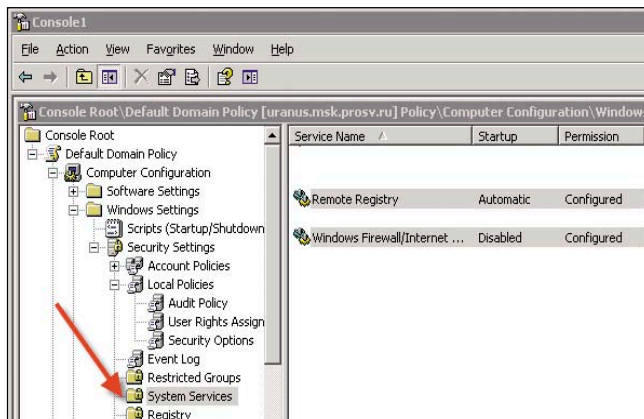 Console1
File Action View Favorites Window Help
Console Root\Default Domain Policy [uranus.msk.prosv.ru] Policy\Computer Configuration\Window
Console Root
Default Domain Policy
Computer Configuration
Software Settings
Windows Settings
Scripts (Startup/Shutdown
Security Settings
Account Policies
Local Policies
Audit Policy
User Rights Assign
Security Options
Event Log
Restricted Groups
System Services
Registry
Service Name Startup Permission
Remote Registry Automatic Configured
Windows Firewall/Internet ... Disabled Configured